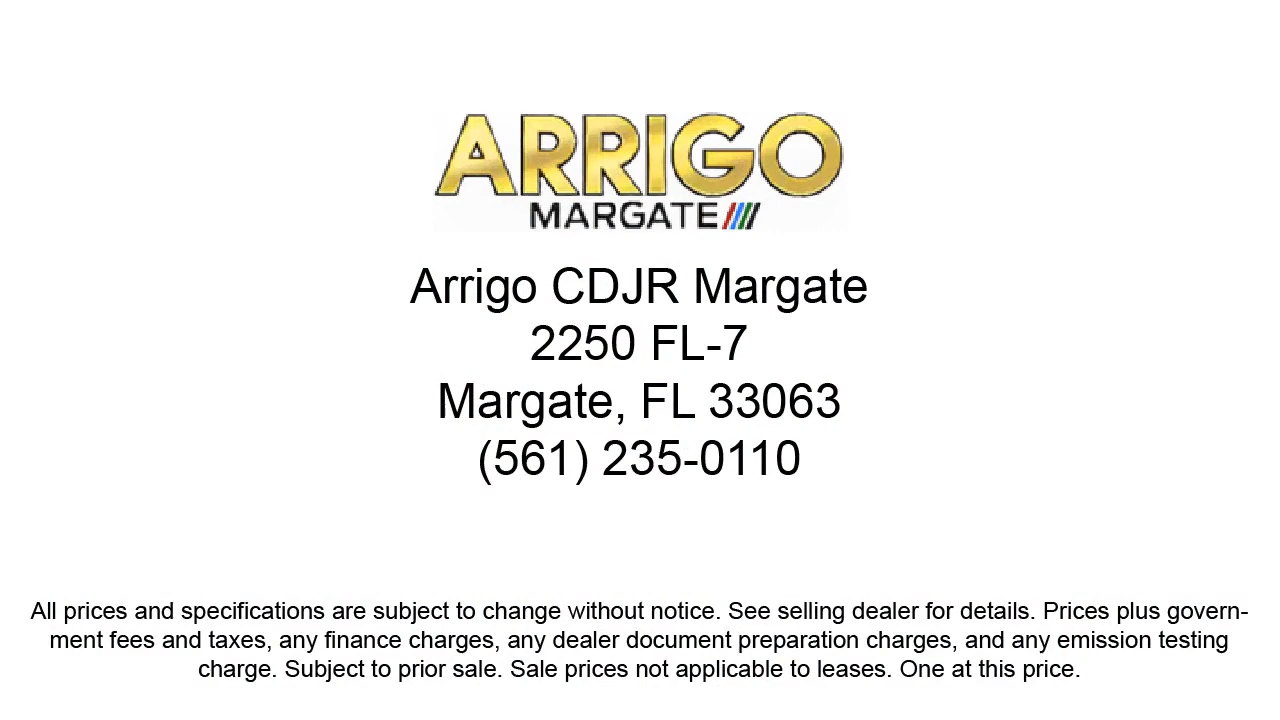 ARRIGO
MARGATE
Arrigo CDJR Margate
2250 FL-7
Margate, FL 33063
(561) 235-0110
All prices and specifications are subject to change without notice. See selling dealer for details. Prices plus govern-
ment fees and taxes, any finance charges, any dealer document preparation charges, and any emission testing
charge. Subject to prior sale. Sale prices not applicable to leases. One at this price.